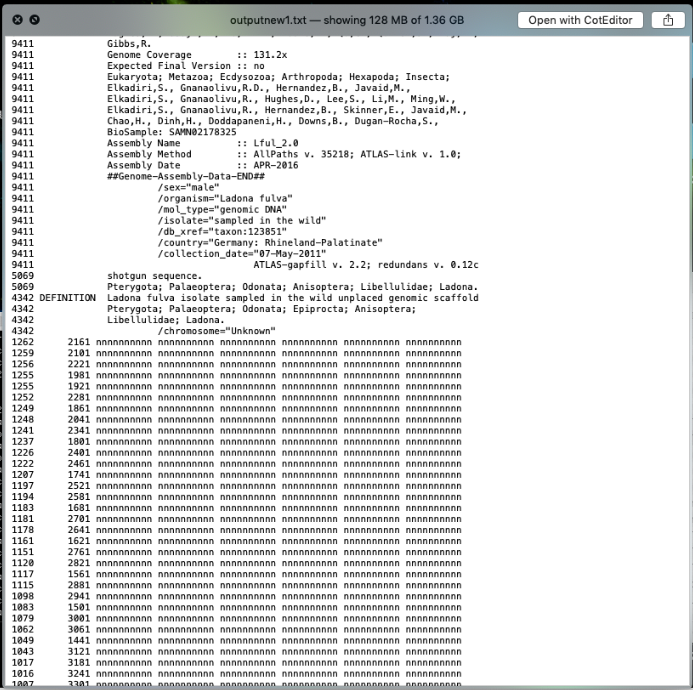 outputnew1.txt — showing 128 MB of 1.36 GB
Open with CotEditor
9411 Gibbs,R.
9411 Genome Coverage :: 131.2x
9411 Expected Final Version :: no
9411 Eukaryota; Metazoa; Ecdysozoa; Arthropoda; Hexapoda; Insecta;
9411 Elkadiri,S., Gnanaolivu,R.D., Hernandez,B., Javaid,M.,
9411 Elkadiri,S., Gnanaolivu,R., Hughes,D., Lee,S., Li,M., Ming,W.,
9411 Elkadiri,S., Gnanaolivu,R., Hernandez,B., Skinner,E., Javaid,M.,
9411 Chao,H., Dinh,H., Doddapaneni,H., Downs,B., Dugan-Rocha,S.,
9411 BioSample: SAMN02178325
9411 Assembly Name :: Lful_2.0
9411 Assembly Method :: AllPaths v. 35218; ATLAS-link v. 1.0;
9411 Assembly Date :: APR-2016
9411 ##Genome-Assembly-Data-END##
9411 /sex="male"
9411 /organism="Ladona fulva"
9411 /mol_type="genomic DNA"
9411 /isolate="sampled in the wild"
9411 /db_xref="taxon:123851"
9411 /country="Germany: Rhineland-Palatinate"
9411 /collection_date="07-May-2011"
9411 ATLAS-gapfill v. 2.2; redundans v. 0.12c
5069 shotgun sequence.
5069 Pterygota; Palaeoptera; Odonata; Anisoptera; Libellulidae; Ladona.
4342 DEFINITION Ladona fulva isolate sampled in the wild unplaced genomic scaffold
4342 Pterygota; Palaeoptera; Odonata; Epiprocta; Anisoptera;
4342 Libellulidae; Ladona.
4342 /chromosome="Unknown"
1262 2161 nnnnnnnnnn nnnnnnnnnn nnnnnnnnnn nnnnnnnnnn nnnnnnnnnn nnnnnnnnnn
1259 2101 nnnnnnnnnn nnnnnnnnnn nnnnnnnnnn nnnnnnnnnn nnnnnnnnnn nnnnnnnnnn
1256 2221 nnnnnnnnnn nnnnnnnnnn nnnnnnnnnn nnnnnnnnnn nnnnnnnnnn nnnnnnnnnn
1255 1981 nnnnnnnnnn nnnnnnnnnn nnnnnnnnnn nnnnnnnnnn nnnnnnnnnn nnnnnnnnnn
1255 1921 nnnnnnnnnn nnnnnnnnnn nnnnnnnnnn nnnnnnnnnn nnnnnnnnnn nnnnnnnnnn
1252 2281 nnnnnnnnnn nnnnnnnnnn nnnnnnnnnn nnnnnnnnnn nnnnnnnnnn nnnnnnnnnn
1249 1861 nnnnnnnnnn nnnnnnnnnn nnnnnnnnnn nnnnnnnnnn nnnnnnnnnn nnnnnnnnnn
1248 2041 nnnnnnnnnn nnnnnnnnnn nnnnnnnnnn nnnnnnnnnn nnnnnnnnnn nnnnnnnnnn
1241 2341 nnnnnnnnnn nnnnnnnnnn nnnnnnnnnn nnnnnnnnnn nnnnnnnnnn nnnnnnnnnn
1237 1801 nnnnnnnnnn nnnnnnnnnn nnnnnnnnnn nnnnnnnnnn nnnnnnnnnn nnnnnnnnnn
1226 2401 nnnnnnnnnn nnnnnnnnnn nnnnnnnnnn nnnnnnnnnn nnnnnnnnnn nnnnnnnnnn
1222 2461 nnnnnnnnnn nnnnnnnnnn nnnnnnnnnn nnnnnnnnnn nnnnnnnnnn nnnnnnnnnn
1207 1741 nnnnnnnnnn nnnnnnnnnn nnnnnnnnnn nnnnnnnnnn nnnnnnnnnn nnnnnnnnnn
1197 2521 nnnnnnnnnn nnnnnnnnnn nnnnnnnnnn nnnnnnnnnn nnnnnnnnnn nnnnnnnnnn
1194 2581 nnnnnnnnnn nnnnnnnnnn nnnnnnnnnn nnnnnnnnnn nnnnnnnnnn nnnnnnnnnn
1183 1681 nnnnnnnnnn nnnnnnnnnn nnnnnnnnnn nnnnnnnnnn nnnnnnnnnn nnnnnnnnnn
1181 2701 nnnnnnnnnn nnnnnnnnnn nnnnnnnnnn nnnnnnnnnn nnnnnnnnnn nnnnnnnnnn
1178 2641 nnnnnnnnnn nnnnnnnnnn nnnnnnnnnn nnnnnnnnnn nnnnnnnnnn nnnnnnnnnn
1161 1621 nnnnnnnnnn nnnnnnnnnn nnnnnnnnnn nnnnnnnnnn nnnnnnnnnn nnnnnnnnnn
1151 2761 nnnnnnnnnn nnnnnnnnnn nnnnnnnnnn nnnnnnnnnn nnnnnnnnnn nnnnnnnnnn
1120 2821 nnnnnnnnnn nnnnnnnnnn nnnnnnnnnn nnnnnnnnnn nnnnnnnnnn nnnnnnnnnn
1117 1561 nnnnnnnnnn nnnnnnnnnn nnnnnnnnnn nnnnnnnnnn nnnnnnnnnn nnnnnnnnnn
1115 2881 nnnnnnnnnn nnnnnnnnnn nnnnnnnnnn nnnnnnnnnn nnnnnnnnnn nnnnnnnnnn
1098 2941 nnnnnnnnnn nnnnnnnnnn nnnnnnnnnn nnnnnnnnnn nnnnnnnnnn nnnnnnnnnn
1083 1501 nnnnnnnnnn nnnnnnnnnn nnnnnnnnnn nnnnnnnnnn nnnnnnnnnn nnnnnnnnnn
1079 3001 nnnnnnnnnn nnnnnnnnnn nnnnnnnnnn nnnnnnnnnn nnnnnnnnnn nnnnnnnnnn
1062 3061 nnnnnnnnnn nnnnnnnnnn nnnnnnnnnn nnnnnnnnnn nnnnnnnnnn nnnnnnnnnn
1049 1441 nnnnnnnnnn nnnnnnnnnn nnnnnnnnnn nnnnnnnnnn nnnnnnnnnn nnnnnnnnnn
1043 3121 nnnnnnnnnn nnnnnnnnnn nnnnnnnnnn nnnnnnnnnn nnnnnnnnnn nnnnnnnnnn
1017 3181 nnnnnnnnnn nnnnnnnnnn nnnnnnnnnn nnnnnnnnnn nnnnnnnnnn nnnnnnnnnn
1016 3241 nnnnnnnnnn nnnnnnnnnn nnnnnnnnnn nnnnnnnnnn nnnnnnnnnn nnnnnnnnnn
1007 3301 nnnnnnnnnn nnnnnnnnnn nnnnnnnnnn nnnnnnnnnn nnnnnnnnnn nnnnnnnnnn